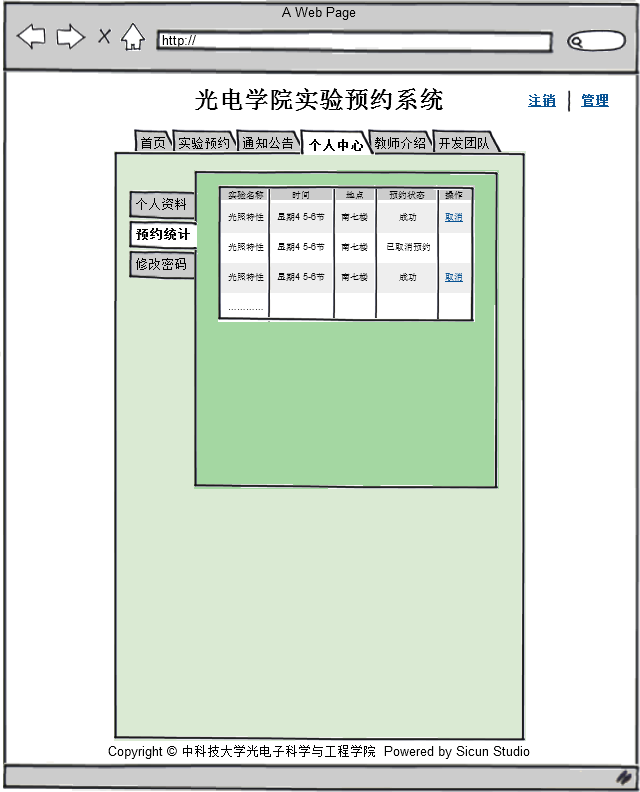 A Web Page
http://
光电学院实验预约系统
注销 | 管理
首页 实验预约 通知公告 个人中心 教师介绍 开发团队
个人资料
预约统计
修改密码
实验名称 时间 地点 预约状态 操作
光照特性 星期4 5-6节 南七楼 成功 取消
光照特性 星期4 5-6节 南七楼 已取消预约
光照特性 星期4 5-6节 南七楼 成功 取消
............
Copyright © 中科技大学光电子科学与工程学院 Powered by Sicun Studio